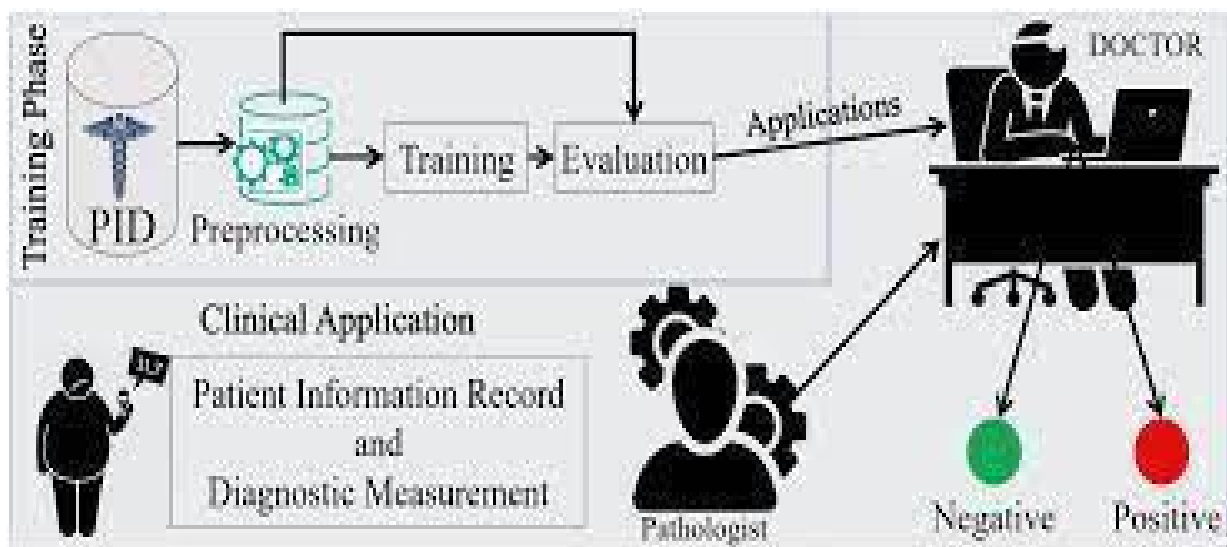 Training Phase
PID
Preprocessing
Training
Evaluation
Applications
DOCTOR
Clinical Application
Patient Information Record
and
Diagnostic Measurement
Pathologist
Negative
Positive